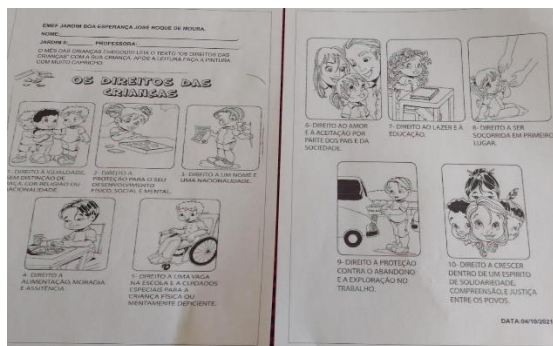 EMEF JARDIM BOA ESPERANÇA JOSÉ ROQUE DE MOURA.
NOME:
JARDIM II: PROFESSORA:
O MÊS DAS CRIANÇAS CHEGOU!!! LEIA O TEXTO "OS DIREITOS DAS
CRIANÇAS" COM A SUA CRIANÇA. APÓS A LEITURA FAÇA A PINTURA
COM MUITO CAPRICHO.
OS DIREITOS DAS
CRIANÇAS
1- DIREITO À IGUALDADE,
SEM DISTINÇÃO DE
RAÇA, COR, RELIGIÃO OU
NACIONALIDADE.
2- DIREITO A
PROTEÇÃO PARA O SEU
DESENVOLVIMENTO
FÍSICO, SOCIAL E MENTAL.
3- DIREITO A UM NOME E
UMA NACIONALIDADE.
4- DIREITO A
ALIMENTAÇÃO, MORADIA
E ASSISTÊNCIA.
5- DIREITO A UMA VAGA
NA ESCOLA E A CUIDADOS
ESPECIAIS PARA A
CRIANÇA FÍSICA OU
MENTAMENTE DEFICIENTE.
6- DIREITO AO AMOR
E À ACEITAÇÃO POR
PARTE DOS PAIS E DA
SOCIEDADE.
7- DIREITO AO LAZER E A
EDUCAÇÃO.
8- DIREITO A SER
SOCORRIDA EM PRIMEIRO
LUGAR.
9- DIREITO A PROTEÇÃO
CONTRA O ABANDONO
E A EXPLORAÇÃO NO
TRABALHO.
10- DIREITO A CRESCER
DENTRO DE UM ESPIRITO
DE SOLIDARIEDADE,
COMPREENSÃO, E JUSTIÇA
ENTRE OS POVOS.
DATA:04/10/2021